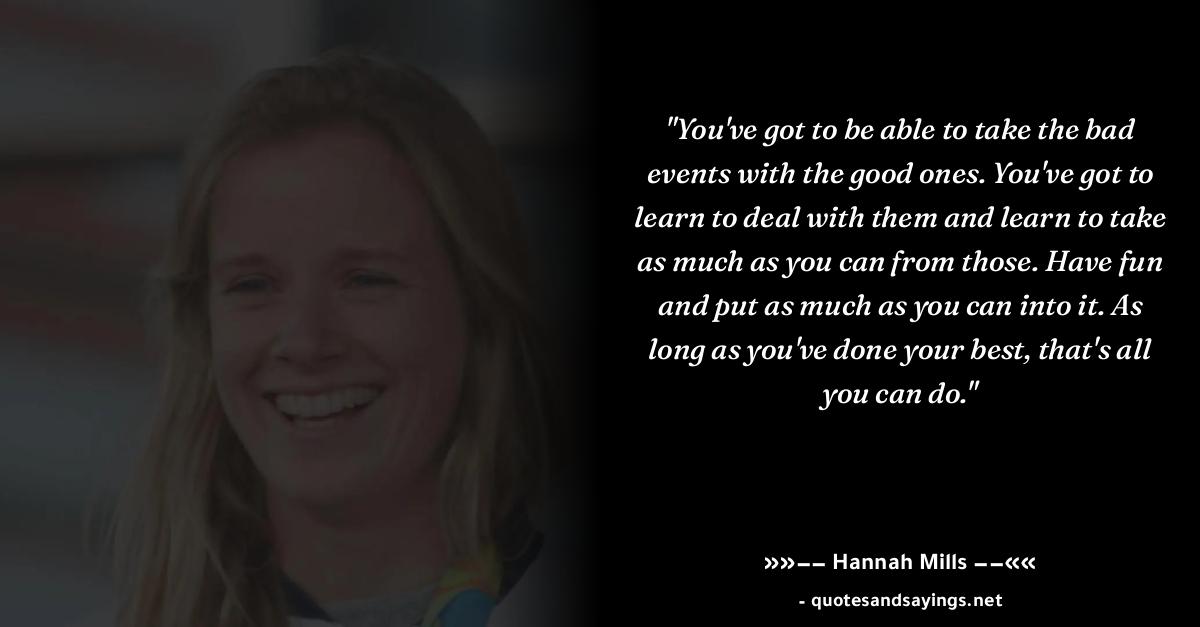 "You've got to be able to take the bad
events with the good ones. You've got to
learn to deal with them and learn to take
as much as you can from those. Have fun
and put as much as you can into it. As
long as you've done your best, that's all
you can do."
»»–– Hannah Mills ––««
- quotesandsayings.net